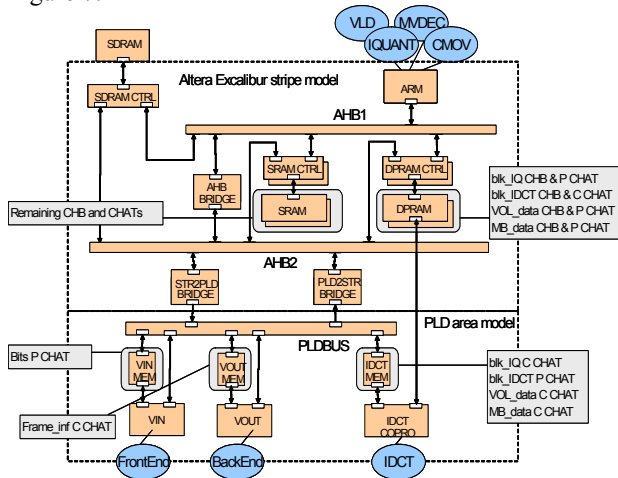 VLD
MVDEC
IQUANT
CMOV
SDRAM
Altera Excalibur stripe model
ARM
SDRAM CTRL
AHB1
SRAM CTRL
DPRAM CTRL
blk_IQ CHB & P CHAT
blk_IDCT CHB & C CHAT
VOL_data CHB & P CHAT
MB_data CHB & P CHAT
AHB
BRIDGE
Remaining CHB and CHATs
SRAM
DPRAM
AHB2
STR2PLD
BRIDGE
PLD2STR
BRIDGE
PLD area model
PLDBUS
Bits P CHAT
VIN
MEM
VOUT
MEM
IDCT
MEM
blk_IQ C CHAT
blk_IDCT P CHAT
VOL_data C CHAT
MB_data C CHAT
Frame_inf C CHAT
VIN
VOUT
IDCT
COPRO
FrontEnd
BackEnd
IDCT